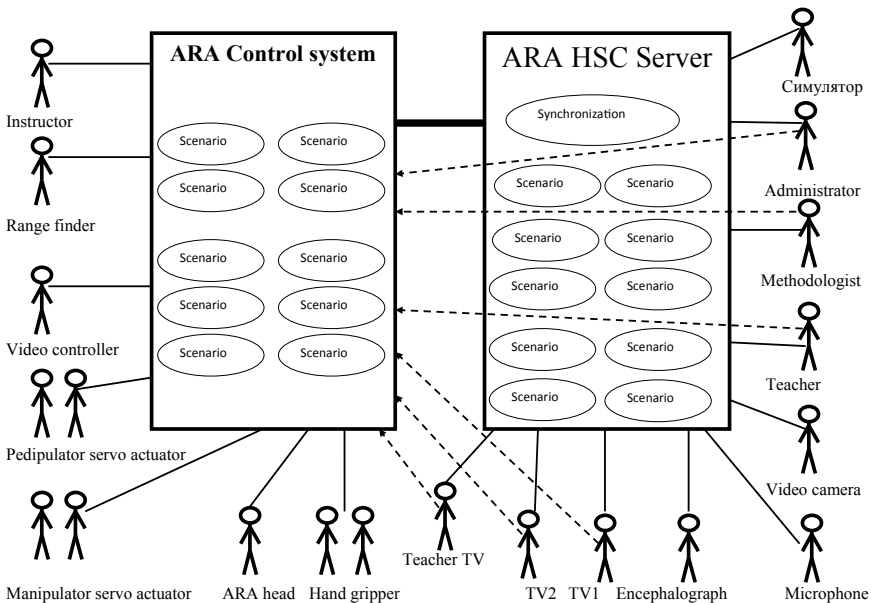 ARA Control system
ARA HSC Server
Симулятор
Instructor
Synchronization
Scenario Scenario
Scenario Scenario
Scenario Scenario
Administrator
Range finder
Scenario Scenario
Scenario Scenario
Methodologist
Scenario Scenario
Scenario Scenario
Video controller
Scenario Scenario
Scenario Scenario
Teacher
Scenario Scenario
Pedipulator servo actuator
Video camera
Teacher TV
Manipulator servo actuator
ARA head
Hand gripper
TV2
TV1
Encephalograph
Microphone